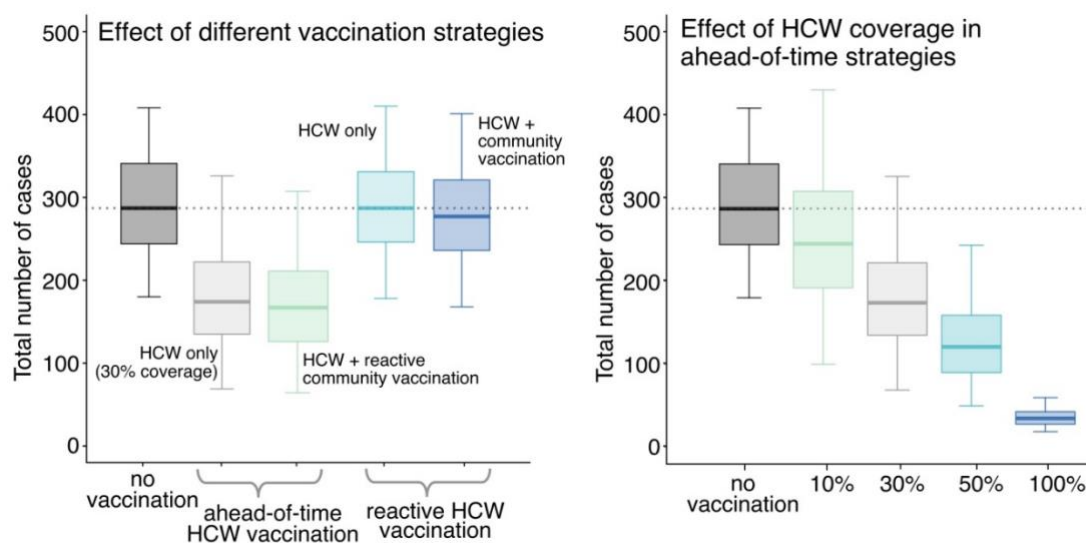 Effect of different vaccination strategies
Total number of cases
500
400
300
200
100
0
HCW only
(30% coverage)
HCW + reactive
community vaccination
HCW only
HCW +
community
vaccination
no
vaccination
ahead-of-time
HCW vaccination
reactive HCW
vaccination
Effect of HCW coverage in
ahead-of-time strategies
Total number of cases
500
400
300
200
100
0
no
vaccination
10%
30%
50%
100%